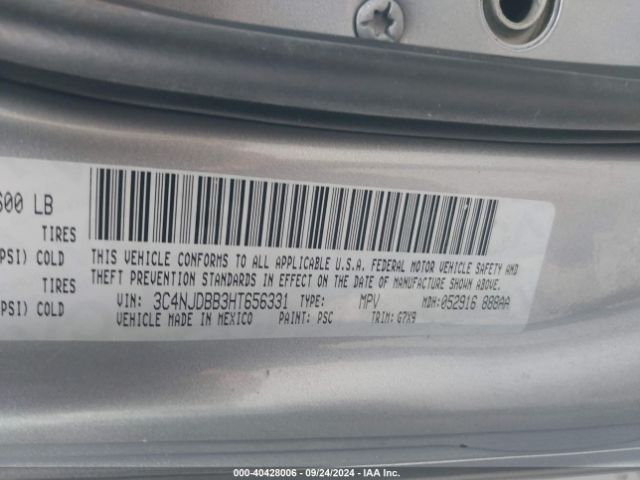 600 LB
TIRES
PSI) COLD
TIRES
PSI) COLD
THIS VEHICLE CONFORMS TO ALL APPLICABLE U.S.A. FEDERAL MOTOR VEHICLE SAFETY AND
THEFT PREVENTION STANDARDS IN EFFECT ON THE DATE OF MANUFACTURE SHOWN ABOVE.
VIN: 3C4NJDBB3HT656331 TYPE: MPV MDH:052916 888AA
VEHICLE MADE IN MEXICO PAINT: PSC TRIM: G7X9
000-40428006 - 09/24/2024 - IAA Inc.